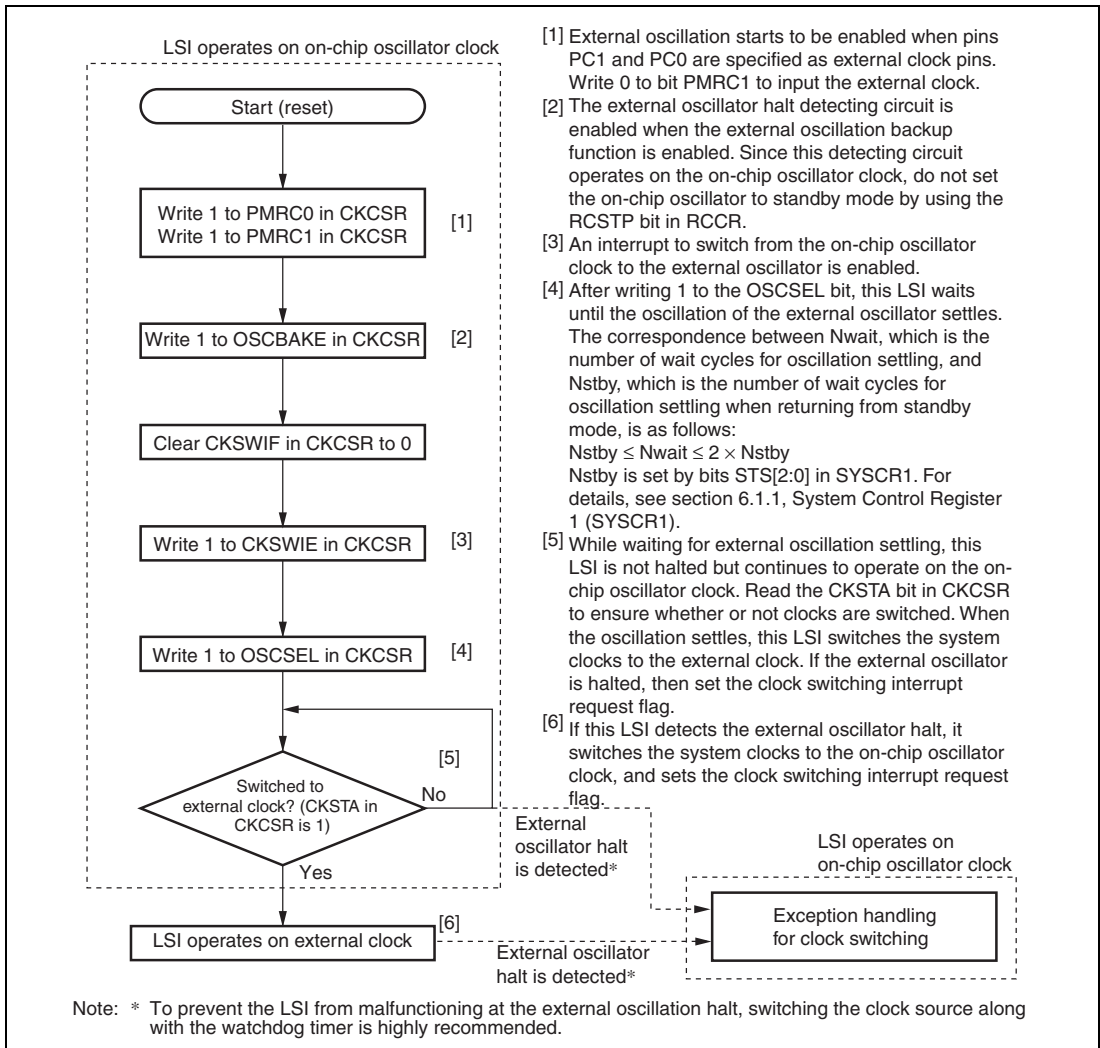 LSI operates on on-chip oscillator clock
Start (reset)
Write 1 to PMRC0 in CKCSR
Write 1 to PMRC1 in CKCSR
[1]
Write 1 to OSCBAKE in CKCSR
[2]
Clear CKSWIF in CKCSR to 0
Write 1 to CKSWIE in CKCSR
[3]
Write 1 to OSCSEL in CKCSR
[4]
[5]
Switched to
external clock? (CKSTA in
CKCSR is 1)
No
Yes
External
oscillator halt
is detected*
LSI operates on external clock
[6]
External oscillator
halt is detected*
LSI operates on
on-chip oscillator clock
Exception handling
for clock switching
[1] External oscillation starts to be enabled when pins
PC1 and PC0 are specified as external clock pins.
Write 0 to bit PMRC1 to input the external clock.
[2] The external oscillator halt detecting circuit is
enabled when the external oscillation backup
function is enabled. Since this detecting circuit
operates on the on-chip oscillator clock, do not set
the on-chip oscillator to standby mode by using the
RCSTP bit in RCCR.
[3] An interrupt to switch from the on-chip oscillator
clock to the external oscillator is enabled.
[4] After writing 1 to the OSCSEL bit, this LSI waits
until the oscillation of the external oscillator settles.
The correspondence between Nwait, which is the
number of wait cycles for oscillation settling, and
Nstby, which is the number of wait cycles for
oscillation settling when returning from standby
mode, is as follows:
Nstby ≤ Nwait ≤ 2 × Nstby
Nstby is set by bits STS[2:0] in SYSCR1. For
details, see section 6.1.1, System Control Register
1 (SYSCR1).
[5] While waiting for external oscillation settling, this
LSI is not halted but continues to operate on the on-
chip oscillator clock. Read the CKSTA bit in CKCSR
to ensure whether or not clocks are switched. When
the oscillation settles, this LSI switches the system
clocks to the external clock. If the external oscillator
is halted, then set the clock switching interrupt
request flag.
[6] If this LSI detects the external oscillator halt, it
switches the system clocks to the on-chip oscillator
clock, and sets the clock switching interrupt request
flag.
Note: * To prevent the LSI from malfunctioning at the external oscillation halt, switching the clock source along
with the watchdog timer is highly recommended.